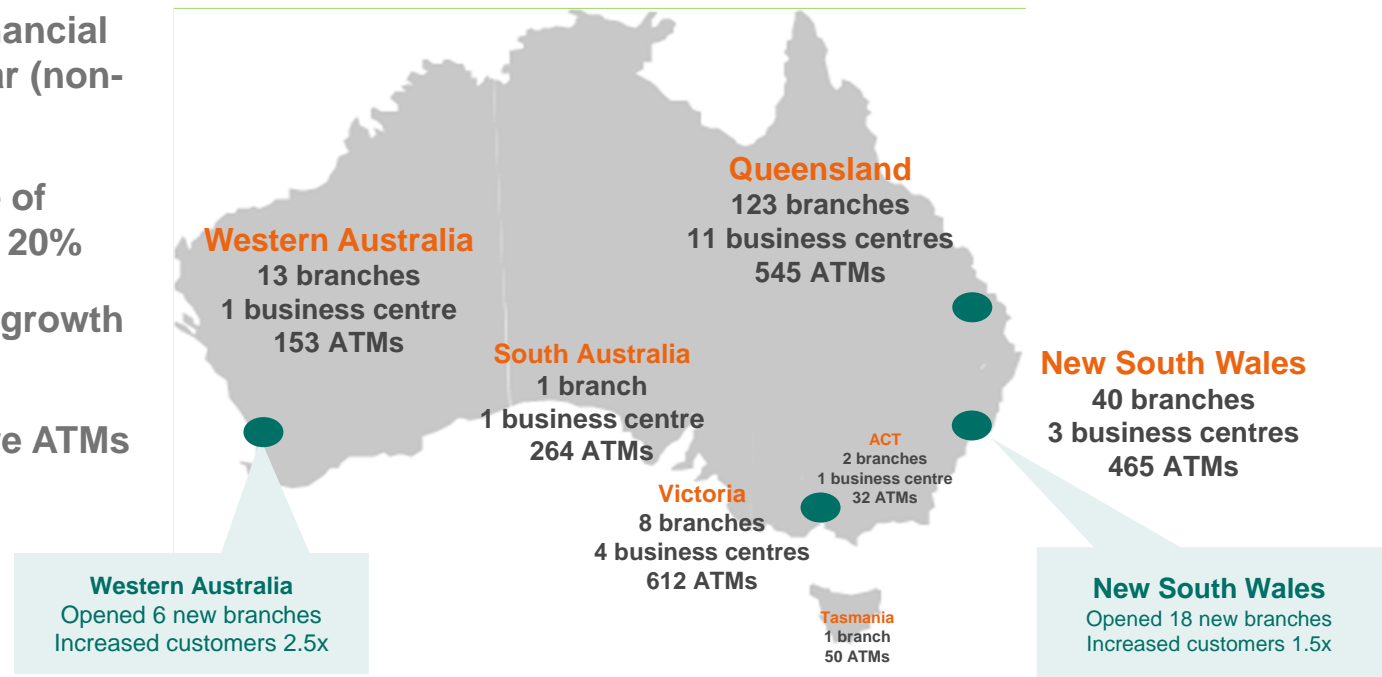 nancial
ar (non-
of
20%
growth
e ATMs
Queensland
123 branches
11 business centres
545 ATMs
Western Australia
13 branches
1 business centre
153 ATMs
South Australia
1 branch
1 business centre
264 ATMs
New South Wales
40 branches
3 business centres
465 ATMs
ACT
2 branches
1 business centre
32 ATMs
Victoria
8 branches
4 business centres
612 ATMs
Tasmania
1 branch
50 ATMs
Western Australia
Opened 6 new branches
Increased customers 2.5x
New South Wales
Opened 18 new branches
Increased customers 1.5x